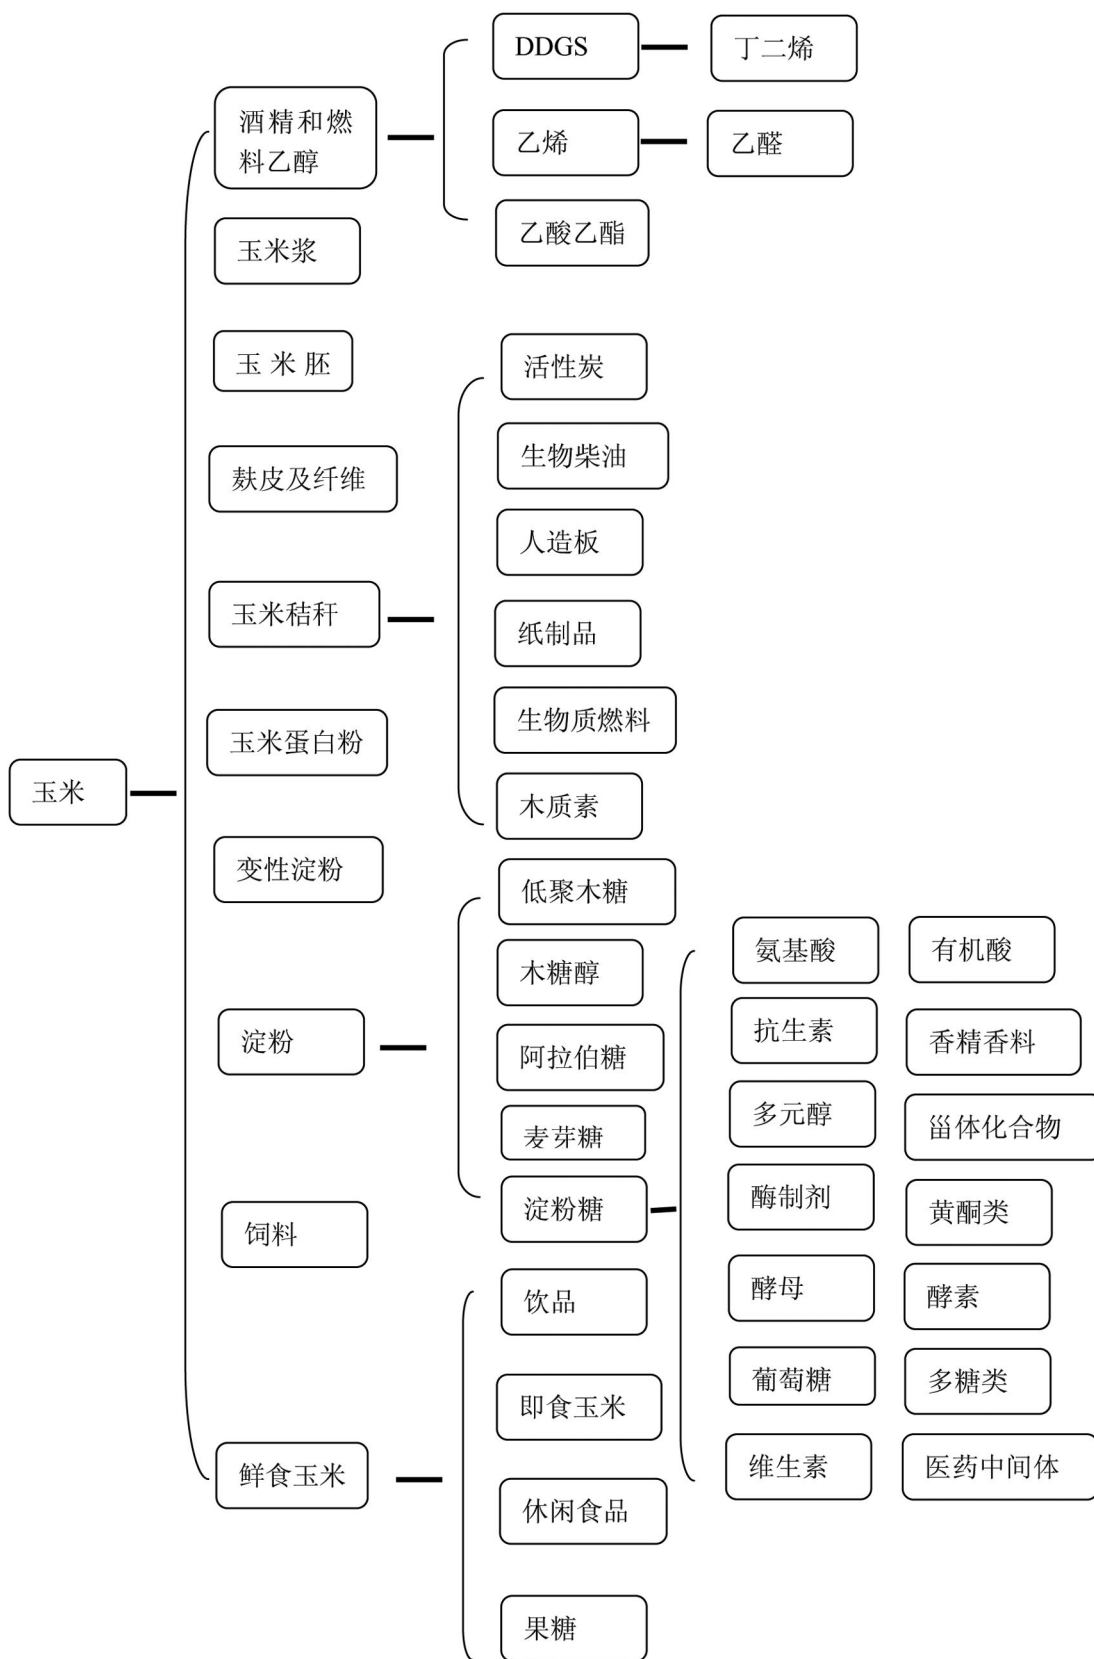 DDGS
丁二烯
酒精和燃
料乙醇
乙烯
乙醛
乙酸乙酯
玉米浆
玉米胚
活性炭
生物柴油
麸皮及纤维
人造板
玉米秸秆
纸制品
生物质燃料
玉米蛋白粉
玉米
木质素
变性淀粉
低聚木糖
氨基酸
有机酸
木糖醇
抗生素
香精香料
淀粉
阿拉伯糖
多元醇
甾体化合物
麦芽糖
酶制剂
黄酮类
淀粉糖
饲料
酵母
酵素
饮品
葡萄糖
多糖类
即食玉米
维生素
医药中间体
鲜食玉米
休闲食品
果糖